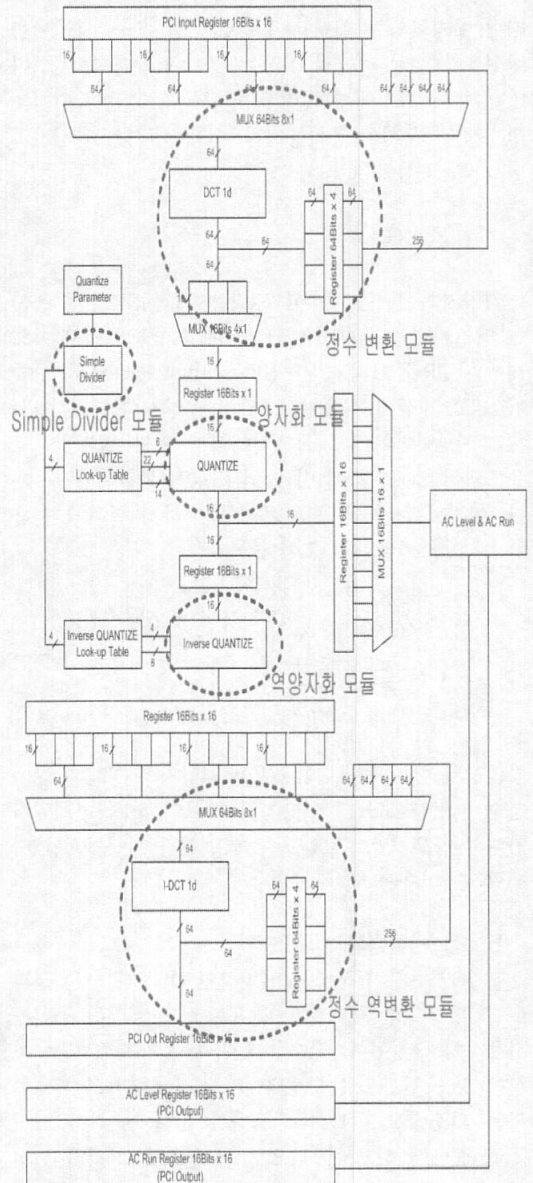 PCI Input Register 16Bits x 16
16 16 16 16
64 64 64 64 64 64 64 64
MUX 64Bits 8x1
64
DCT 1d
64
64
64
Register 64Bits x 4
64
256
64
MUX 16Bits 4x1
정수 변환 모듈
Quantize
Parameter
Simple
Divider
Simple Divider 모듈
16
Register 16Bits x 1
양자화 모듈
16
4
QUANTIZE
Look-up Table
6
22
14
QUANTIZE
16
16
Register 16Bits x 16
MUX 16Bits 16 x 1
AC Level & AC Run
15
Register 16Bits x 1
16
4
Inverse QUANTIZE
Look-up Table
4
6
Inverse QUANTIZE
역양자화 모듈
Register 16Bits x 16
16 16 16 16
64 64 64 64 64
MUX 64Bits 8x1
64
I-DCT 1d
64
64
64
Register 64Bits x 4
64
256
64
정수 역변환 모듈
PCI Out Register 16Bits x 16
AC Level Register 16Bits x 16
(PCI Output)
AC Run Register 16Bits x 16
(PCI Output)